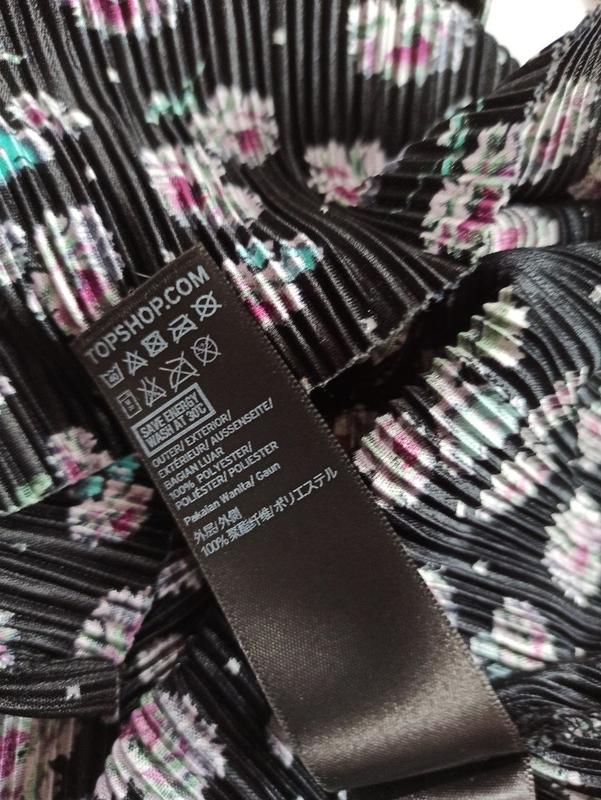 TOPSHOP.COM
SAVE ENERGY
WASH AT 30C
OUTER/ EXTERIOR/
EXTÉRIEUR/ AUSSENSEITE/
BAGIAN LUAR
100% POLYESTER/
POLIÉSTER/ POLIESTER
Pakaian Wanita/ Gaun
外层/外側
100% 聚酯纤维/ポリエステル